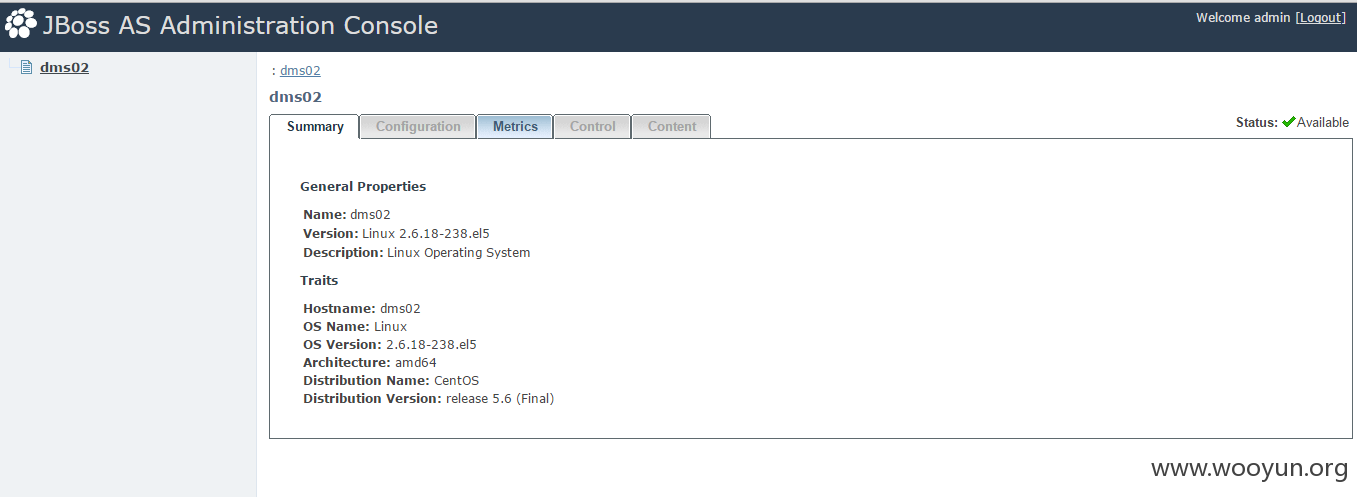 JBoss AS Administration Console
Welcome admin [Logout]
dms02
: dms02
dms02
Summary Configuration Metrics Control Content
Status: Available
General Properties
Name: dms02
Version: Linux 2.6.18-238.el5
Description: Linux Operating System
Traits
Hostname: dms02
OS Name: Linux
OS Version: 2.6.18-238.el5
Architecture: amd64
Distribution Name: CentOS
Distribution Version: release 5.6 (Final)
www.wooyun.org